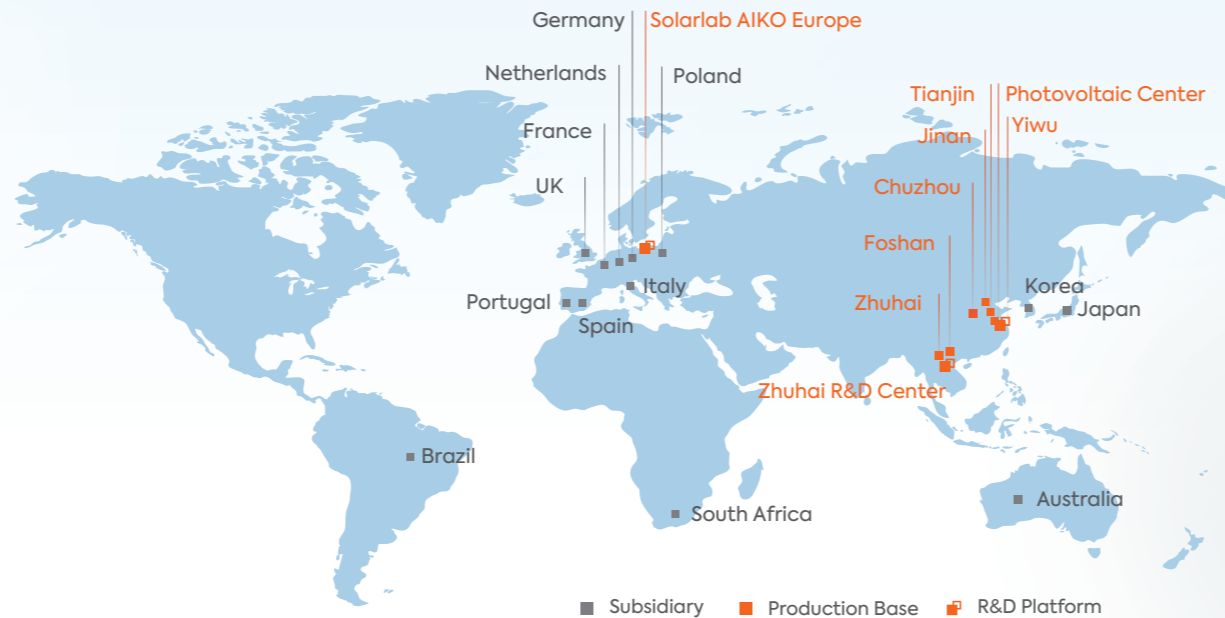 Germany
Solarlab AIKO Europe
Netherlands
Poland
Tianjin
Photovoltaic Center
France
Jinan
Yiwu
UK
Chuzhou
Foshan
Italy
Korea
Portugal
Zhuhai
Japan
Spain
Zhuhai R&D Center
Brazil
Australia
South Africa
Subsidiary
Production Base
R&D Platform